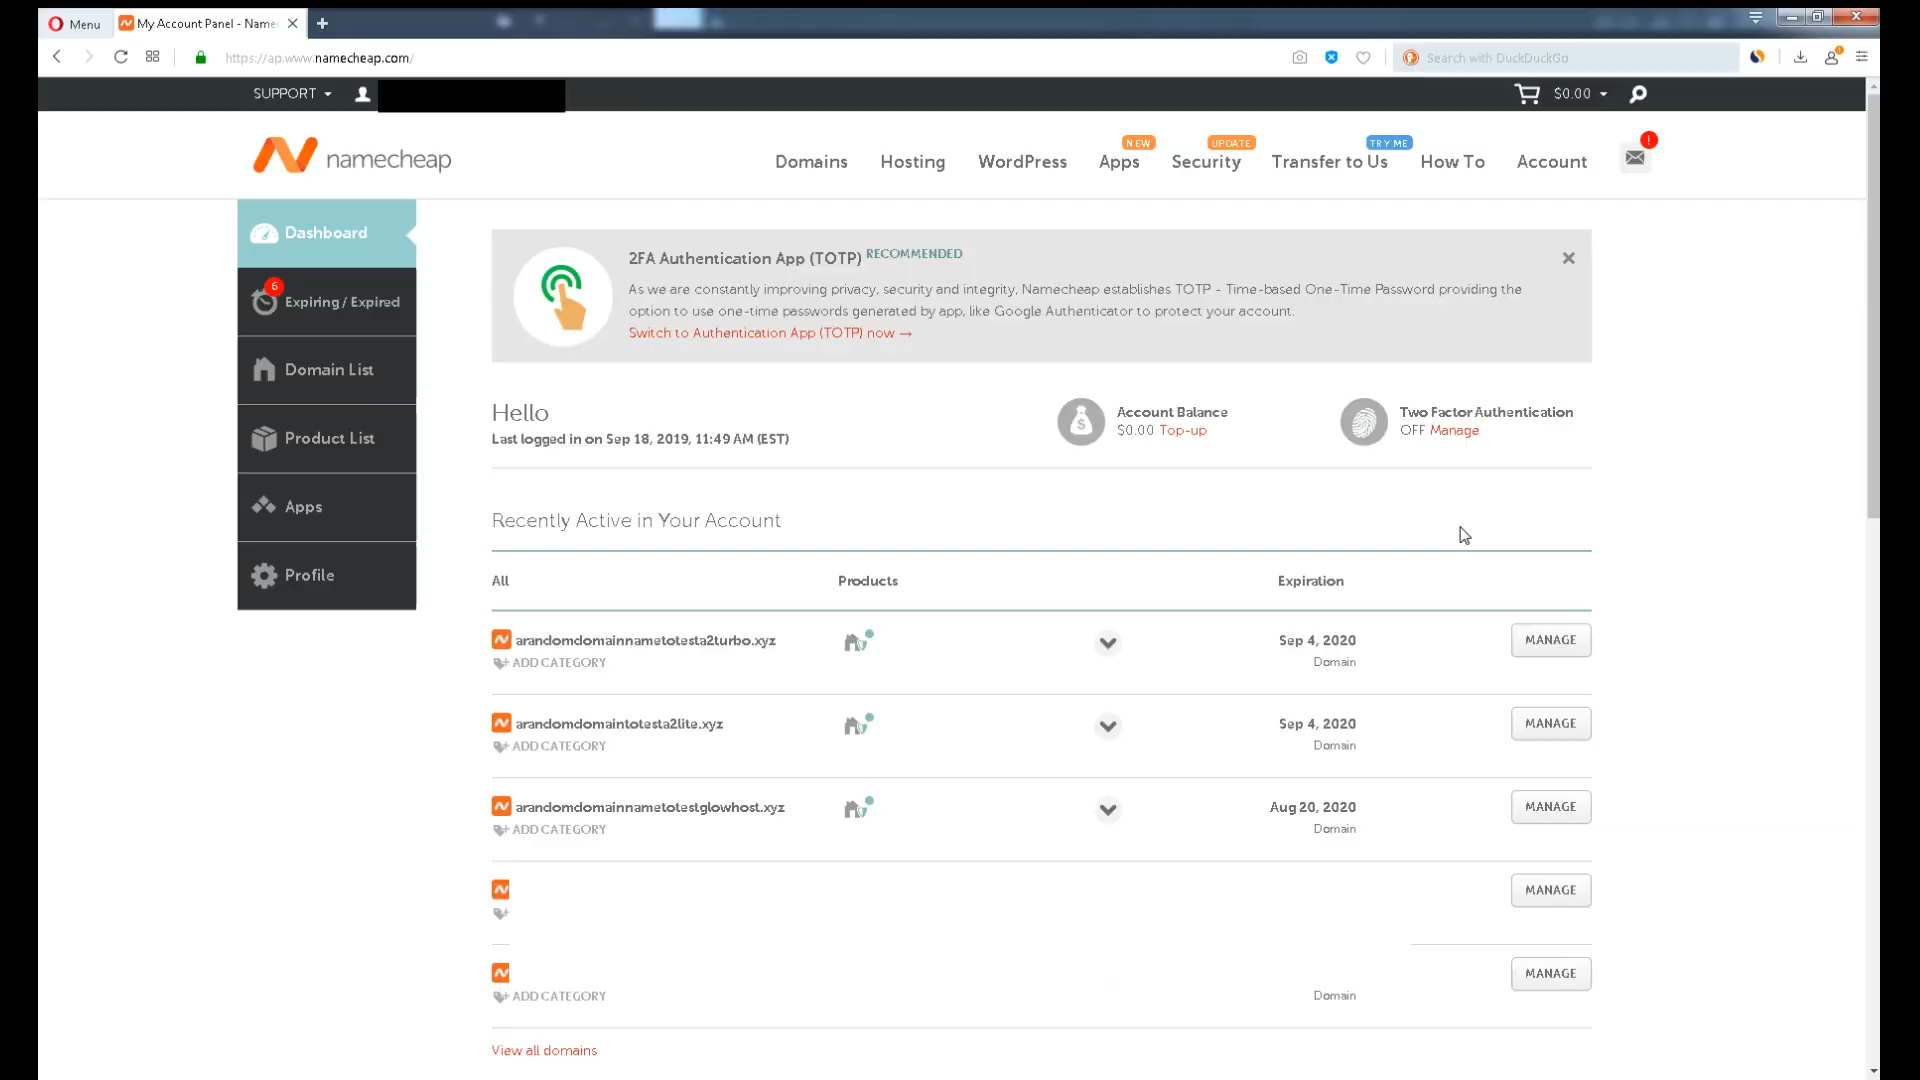 Menu
My Account Panel - Name
https://ap.www.namecheap.com/
Search with DuckDuckGo
SUPPORT
$0.00
namecheap
Domains
Hosting
WordPress
NEW
Apps
UPDATE
Security
TRY ME
Transfer to Us
How To
Account
!
Dashboard
6
Expiring / Expired
Domain List
Product List
Apps
Profile
2FA Authentication App (TOTP) RECOMMENDED
As we are constantly improving privacy, security and integrity, Namecheap establishes TOTP - Time-based One-Time Password providing the
option to use one-time passwords generated by app, like Google Authenticator to protect your account.
Switch to Authentication App (TOTP) now →
Hello
Last logged in on Sep 18, 2019, 11:49 AM (EST)
Account Balance
$0.00 Top-up
Two Factor Authentication
OFF Manage
Recently Active in Your Account
All
Products
Expiration
arandomdomainnametotesta2turbo.xyz
ADD CATEGORY
Sep 4, 2020
Domain
MANAGE
arandomdomaintotesta2lite.xyz
ADD CATEGORY
Sep 4, 2020
Domain
MANAGE
arandomdomainnametotestglowhost.xyz
ADD CATEGORY
Aug 20, 2020
Domain
MANAGE
MANAGE
ADD CATEGORY
Domain
MANAGE
View all domains